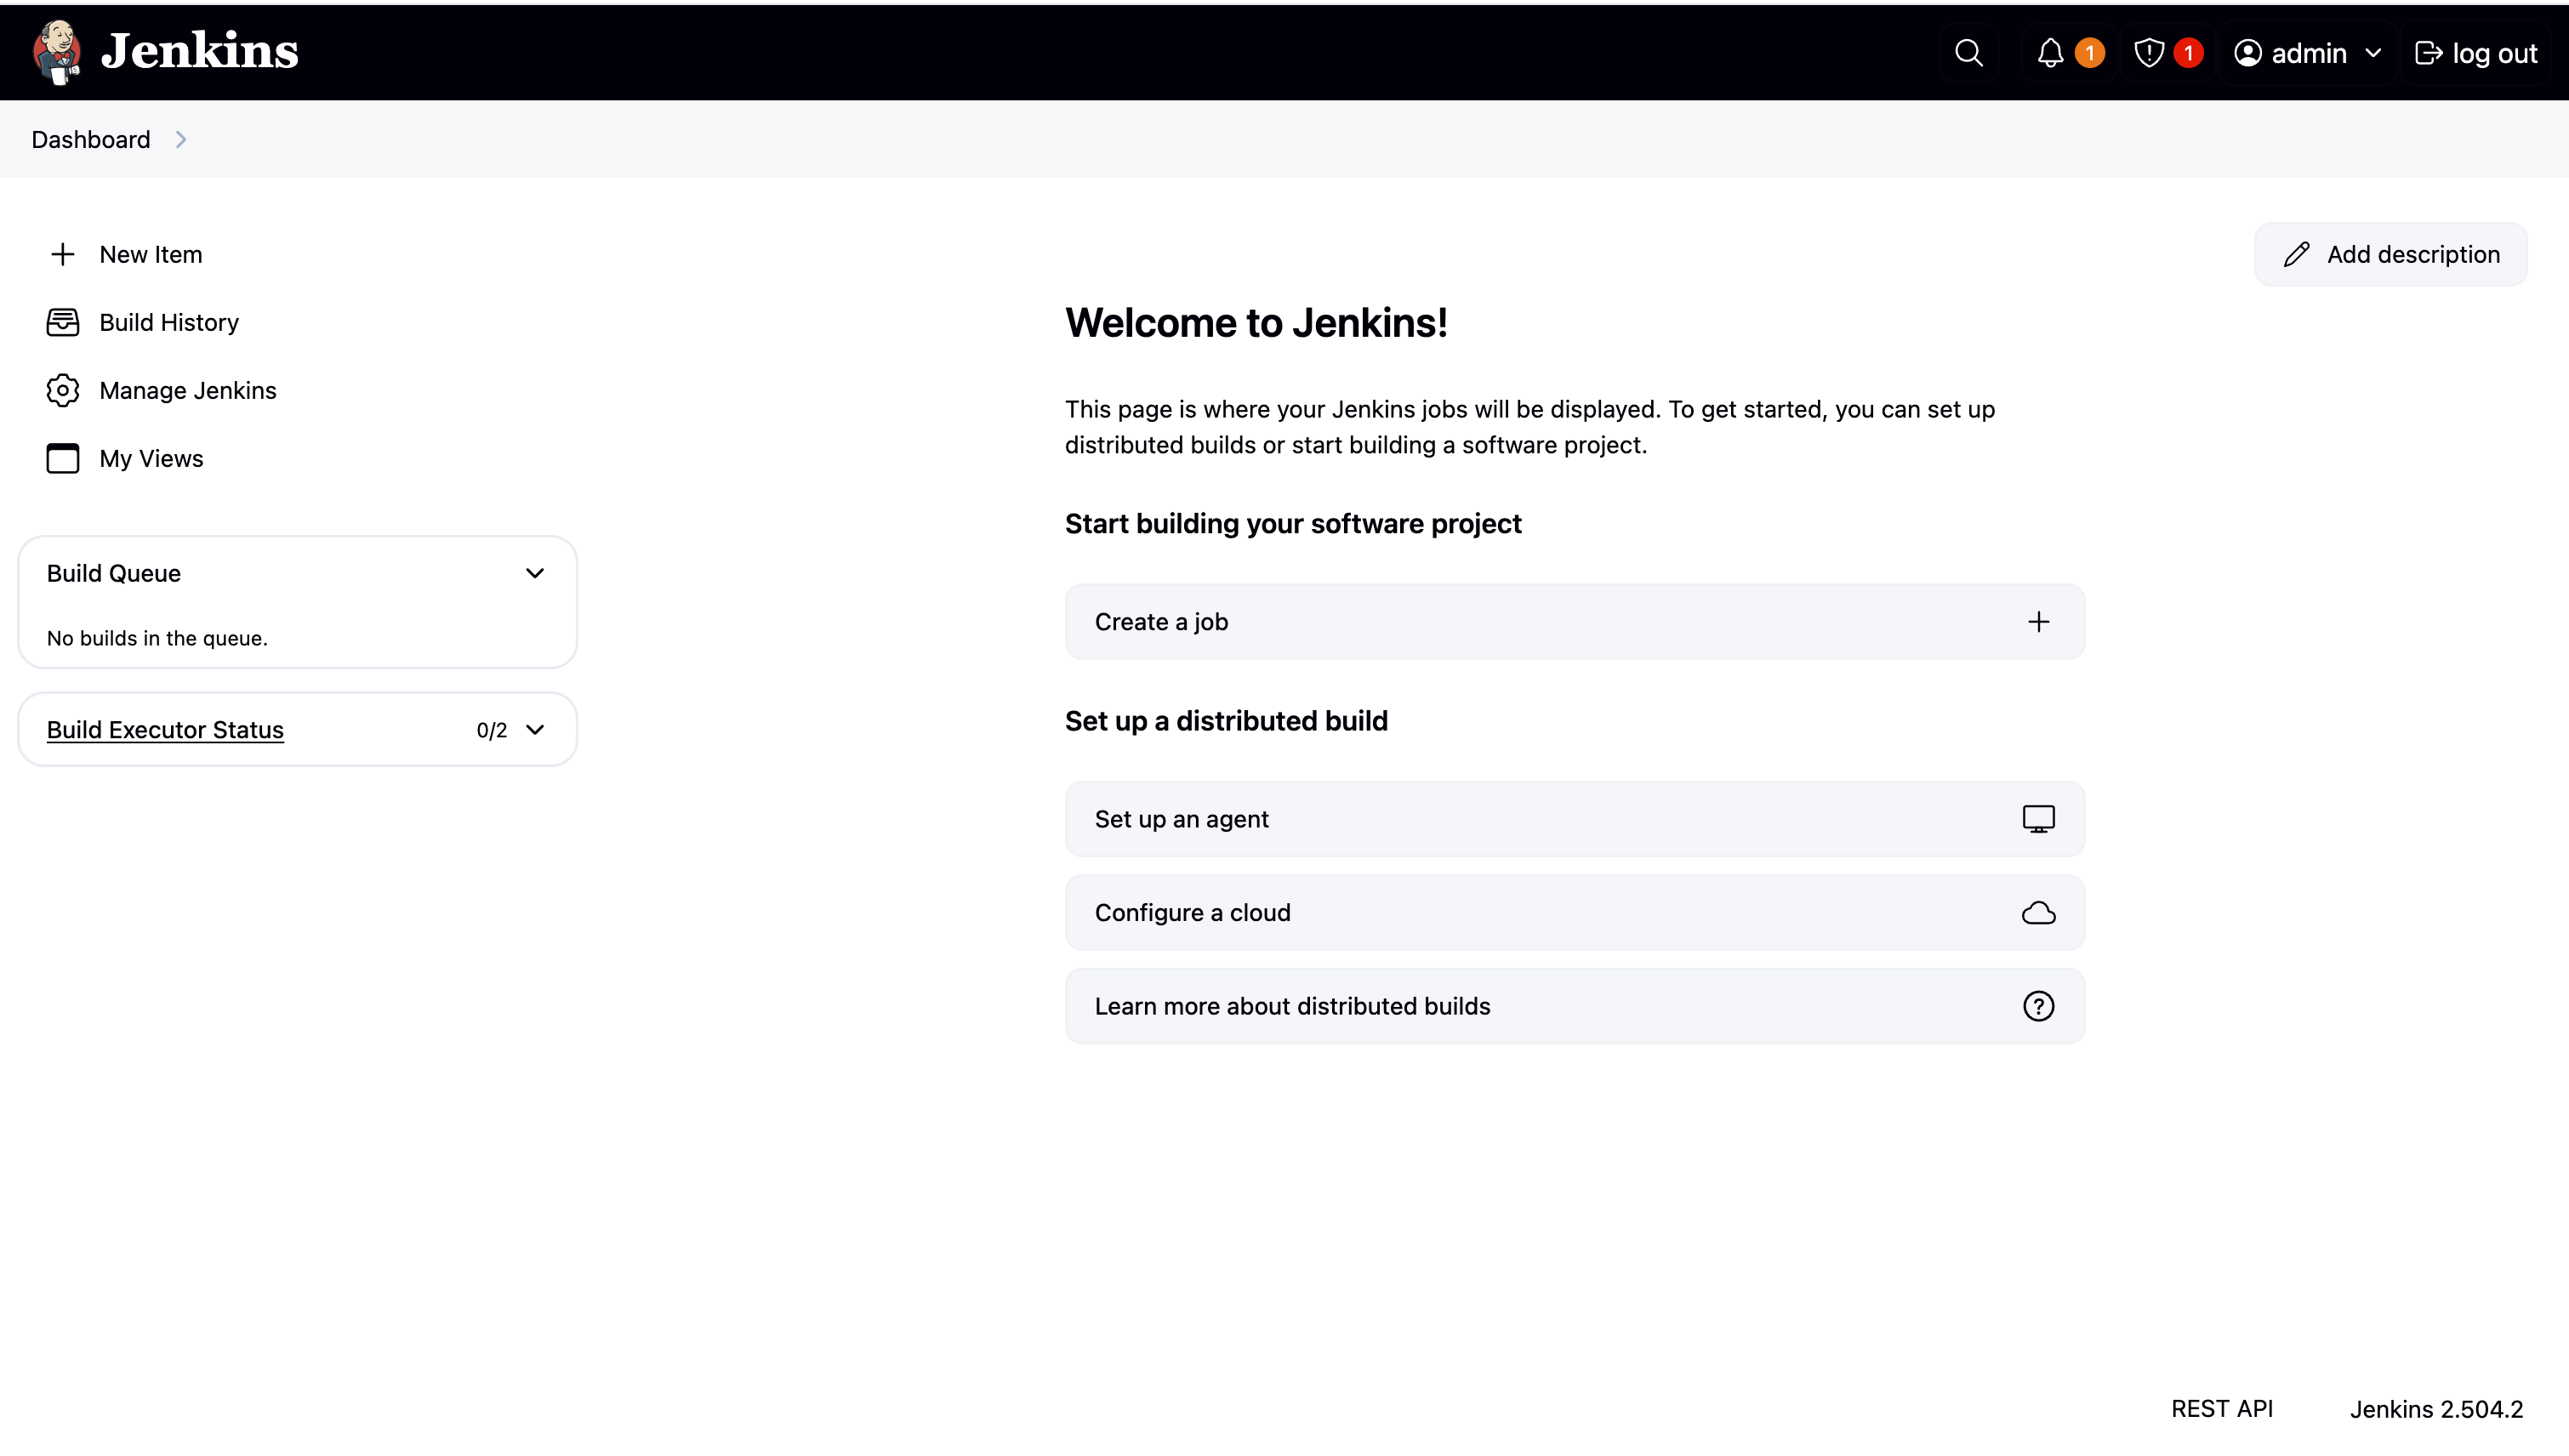 Jenkins
1
1
admin
log out
Dashboard
New Item
Build History
Manage Jenkins
My Views
Build Queue
No builds in the queue.
Build Executor Status
0/2
Add description
Welcome to Jenkins!
This page is where your Jenkins jobs will be displayed. To get started, you can set up
distributed builds or start building a software project.
Start building your software project
Create a job
Set up a distributed build
Set up an agent
Configure a cloud
Learn more about distributed builds
REST API
Jenkins 2.504.2